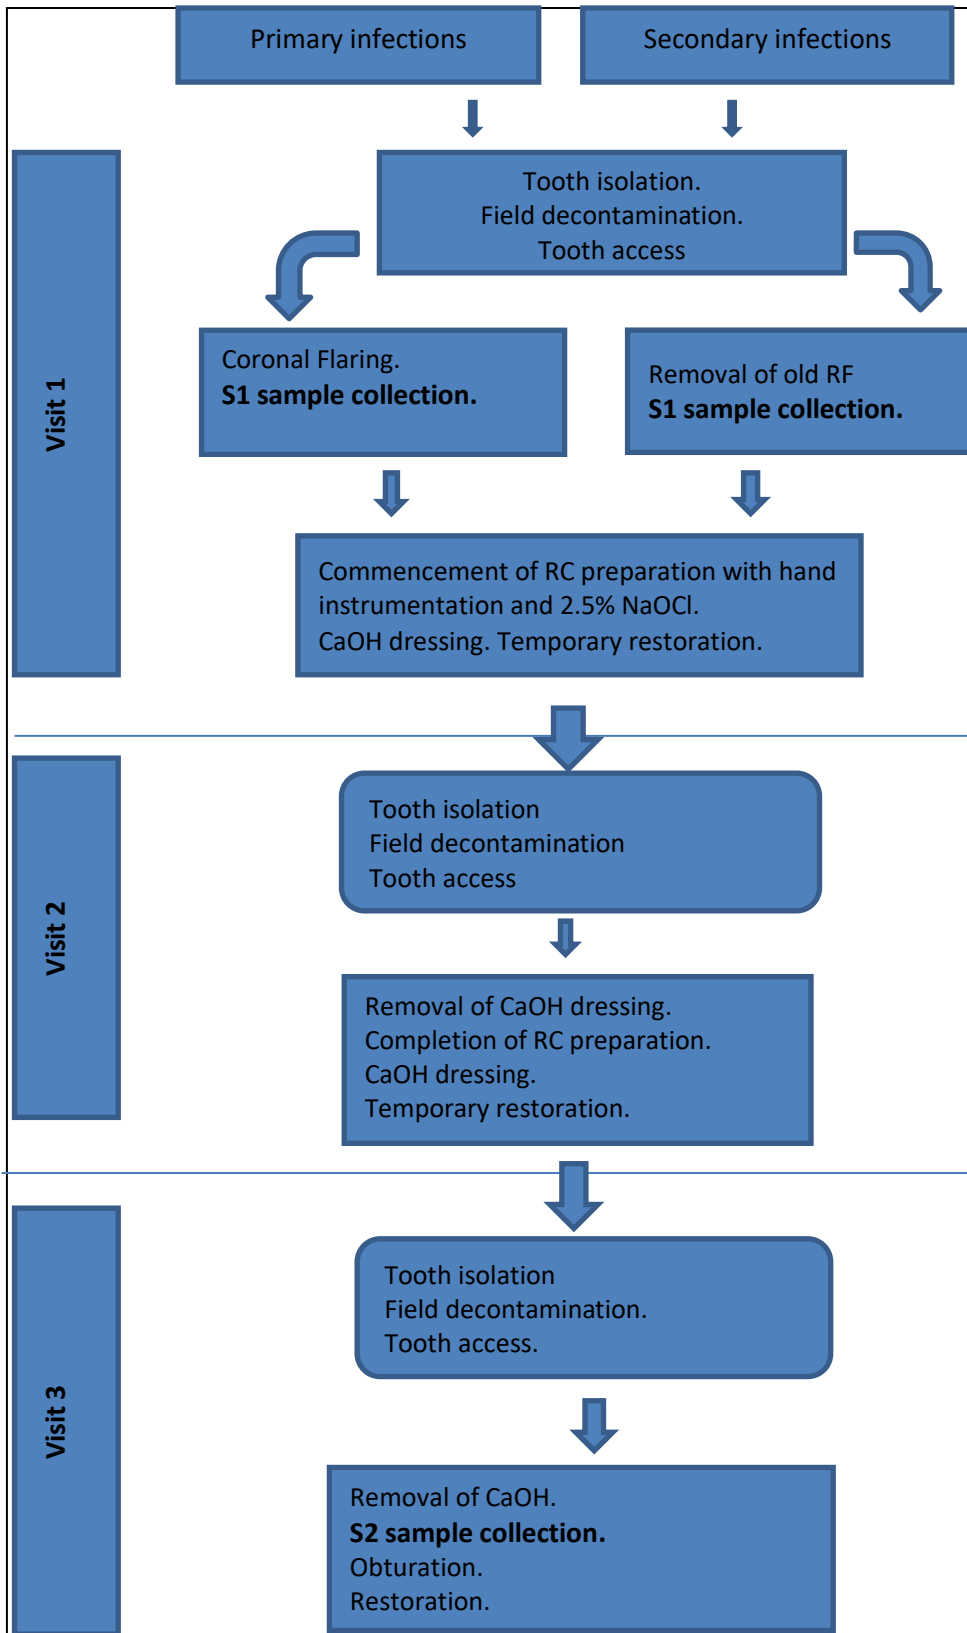 Primary infections
Secondary infections
Visit 1
Tooth isolation.
Field decontamination.
Tooth access
Coronal Flaring.
S1 sample collection.
Removal of old RF
S1 sample collection.
Commencement of RC preparation with hand
instrumentation and 2.5% NaOCl.
CaOH dressing. Temporary restoration.
Visit 2
Tooth isolation
Field decontamination
Tooth access
Removal of CaOH dressing.
Completion of RC preparation.
CaOH dressing.
Temporary restoration.
Visit 3
Tooth isolation
Field decontamination.
Tooth access.
Removal of CaOH.
S2 sample collection.
Obturation.
Restoration.